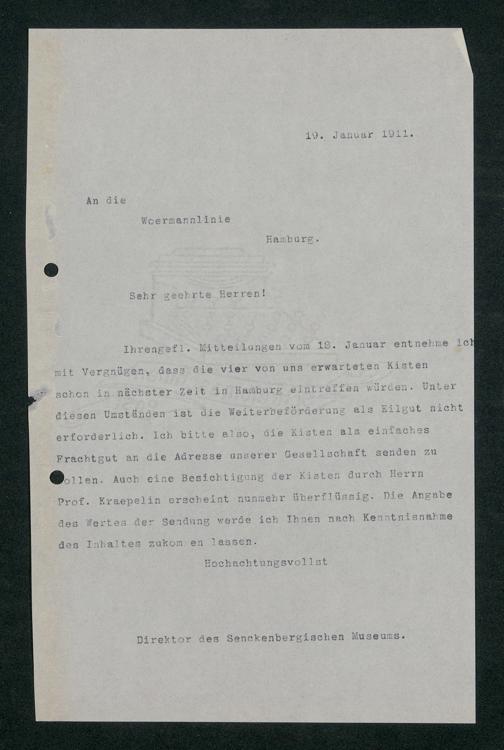 19. Januar 1911.
An die
Woermannlinie
Hamburg.
Sehr geehrte Herren!
Ihrengefl. Mitteilungen vom 18. Januar entnehme ich
mit Vergnügen, dass die vier von uns erwarteten Kisten
schon in nächster Zeit in Hamburg eintreffen würden. Unter
diesen Umständen ist die Weiterbeförderung als Eilgut nicht
erforderlich. Ich bitte also, die Kisten als einfaches
Frachtgut an die Adresse unserer Gesellschaft senden zu
ollen. Auch eine Besichtigung der Kisten durch Herrn
Prof. Kraepelin erscheint nunmehr überflüssig. Die Angabe
des Wertes der Sendung werde ich Ihnen nach Kenntnisnahme
des Inhaltes zukom en lassen.
Hochachtungsvollst
Direktor des Senckenbergischen Museums.